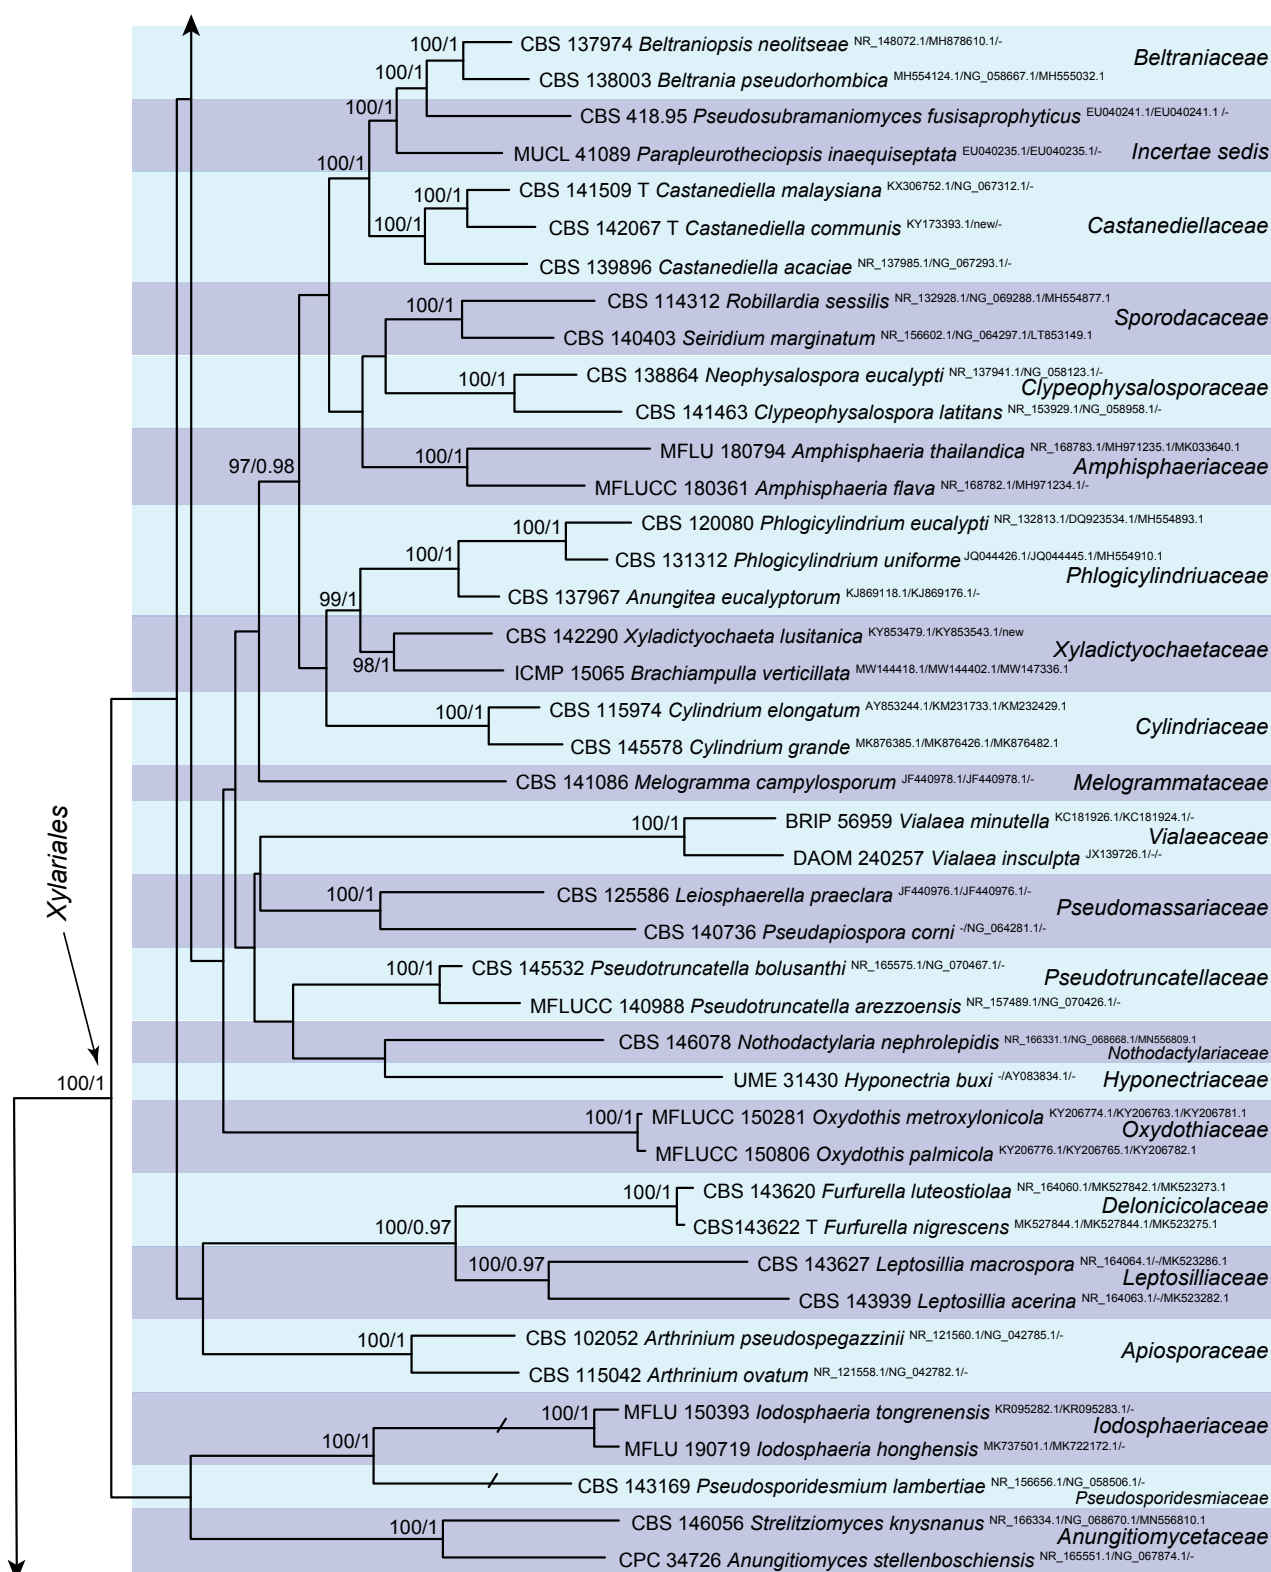 100/1 CBS 137974 Beltraniopsis neolitseae NR_148072.1/MH878610.1/-
Beltraniaceae
100/1 CBS 138003 Beltrania pseudorhombica MH554124.1/NG_058667.1/MH555032.1
100/1 CBS 418.95 Pseudosubramaniomyces fusisaprophyticus EU040241.1/EU040241.1 /-
100/1 MUCL 41089 Parapleurotheciopsis inaequiseptata EU040235.1/EU040235.1/- Incertae sedis
100/1 CBS 141509 T Castanediella malaysiana KX306752.1/NG_067312.1/-
100/1 CBS 142067 T Castanediella communis KY173393.1/new/- Castanediellaceae
CBS 139896 Castanediella acaciae NR_137985.1/NG_067293.1/-
100/1 CBS 114312 Robillardia sessilis NR_132928.1/NG_069288.1/MH554877.1
Sporodacaceae
CBS 140403 Seiridium marginatum NR_156602.1/NG_064297.1/LT853149.1
100/1 CBS 138864 Neophysalospora eucalypti NR_137941.1/NG_058123.1/-
Clypeophysalosporaceae
CBS 141463 Clypeophysalospora latitans NR_153929.1/NG_058958.1/-
100/1 MFLU 180794 Amphisphaeria thailandica NR_168783.1/MH971235.1/MK033640.1
97/0.98 Amphisphaeriaceae
MFLUCC 180361 Amphisphaeria flava NR_168782.1/MH971234.1/-
100/1 CBS 120080 Phlogicylindrium eucalypti NR_132813.1/DQ923534.1/MH554893.1
100/1 CBS 131312 Phlogicylindrium uniforme JQ044426.1/JQ044445.1/MH554910.1
Phlogicylindriuaceae
99/1 CBS 137967 Anungitea eucalyptorum KJ869118.1/KJ869176.1/-
CBS 142290 Xyladictyochaeta lusitanica KY853479.1/KY853543.1/new
Xyladictyochaetaceae
98/1 ICMP 15065 Brachiampulla verticillata MW144418.1/MW144402.1/MW147336.1
100/1 CBS 115974 Cylindrium elongatum AY853244.1/KM231733.1/KM232429.1
Cylindriaceae
CBS 145578 Cylindrium grande MK876385.1/MK876426.1/MK876482.1
CBS 141086 Melogramma campylosporum JF440978.1/JF440978.1/- Melogrammataceae
100/1 BRIP 56959 Vialaea minutella KC181926.1/KC181924.1/-
Vialaeaceae
DAOM 240257 Vialaea insculpta JX139726.1/-/-
Xylariales
100/1 CBS 125586 Leiosphaerella praeclara JF440976.1/JF440976.1/-
Pseudomassariaceae
CBS 140736 Pseudapiospora corni -/NG_064281.1/-
100/1 CBS 145532 Pseudotruncatella bolusanthi NR_165575.1/NG_070467.1/-
Pseudotruncatellaceae
MFLUCC 140988 Pseudotruncatella arezzoensis NR_157489.1/NG_070426.1/-
CBS 146078 Nothodactylaria nephrolepidis NR_166331.1/NG_068668.1/MN556809.1
Nothodactylariaceae
100/1 UME 31430 Hyponectria buxi -/AY083834.1/- Hyponectriaceae
100/1 MFLUCC 150281 Oxydothis metroxylonicola KY206774.1/KY206763.1/KY206781.1
Oxydothiaceae
MFLUCC 150806 Oxydothis palmicola KY206776.1/KY206765.1/KY206782.1
100/1 CBS 143620 Furfurella luteostiolaa NR_164060.1/MK527842.1/MK523273.1
Delonicicolaceae
100/0.97 CBS143622 T Furfurella nigrescens MK527844.1/MK527844.1/MK523275.1
100/0.97 CBS 143627 Leptosillia macrospora NR_164064.1/-/MK523286.1
Leptosilliaceae
CBS 143939 Leptosillia acerina NR_164063.1/-/MK523282.1
100/1 CBS 102052 Arthrinium pseudospegazzinii NR_121560.1/NG_042785.1/-
Apiosporaceae
CBS 115042 Arthrinium ovatum NR_121558.1/NG_042782.1/-
100/1 MFLU 150393 Iodosphaeria tongrenensis KR095282.1/KR095283.1/-
Iodosphaeriaceae
100/1 MFLU 190719 Iodosphaeria honghensis MK737501.1/MK722172.1/-
CBS 143169 Pseudosporidesmium lambertiae NR_156656.1/NG_058506.1/-
Pseudosporidesmiaceae
100/1 CBS 146056 Strelitziomyces knysnanus NR_166334.1/NG_068670.1/MN556810.1
Anungitiomycetaceae
CPC 34726 Anungitiomyces stellenboschiensis NR_165551.1/NG_067874.1/-